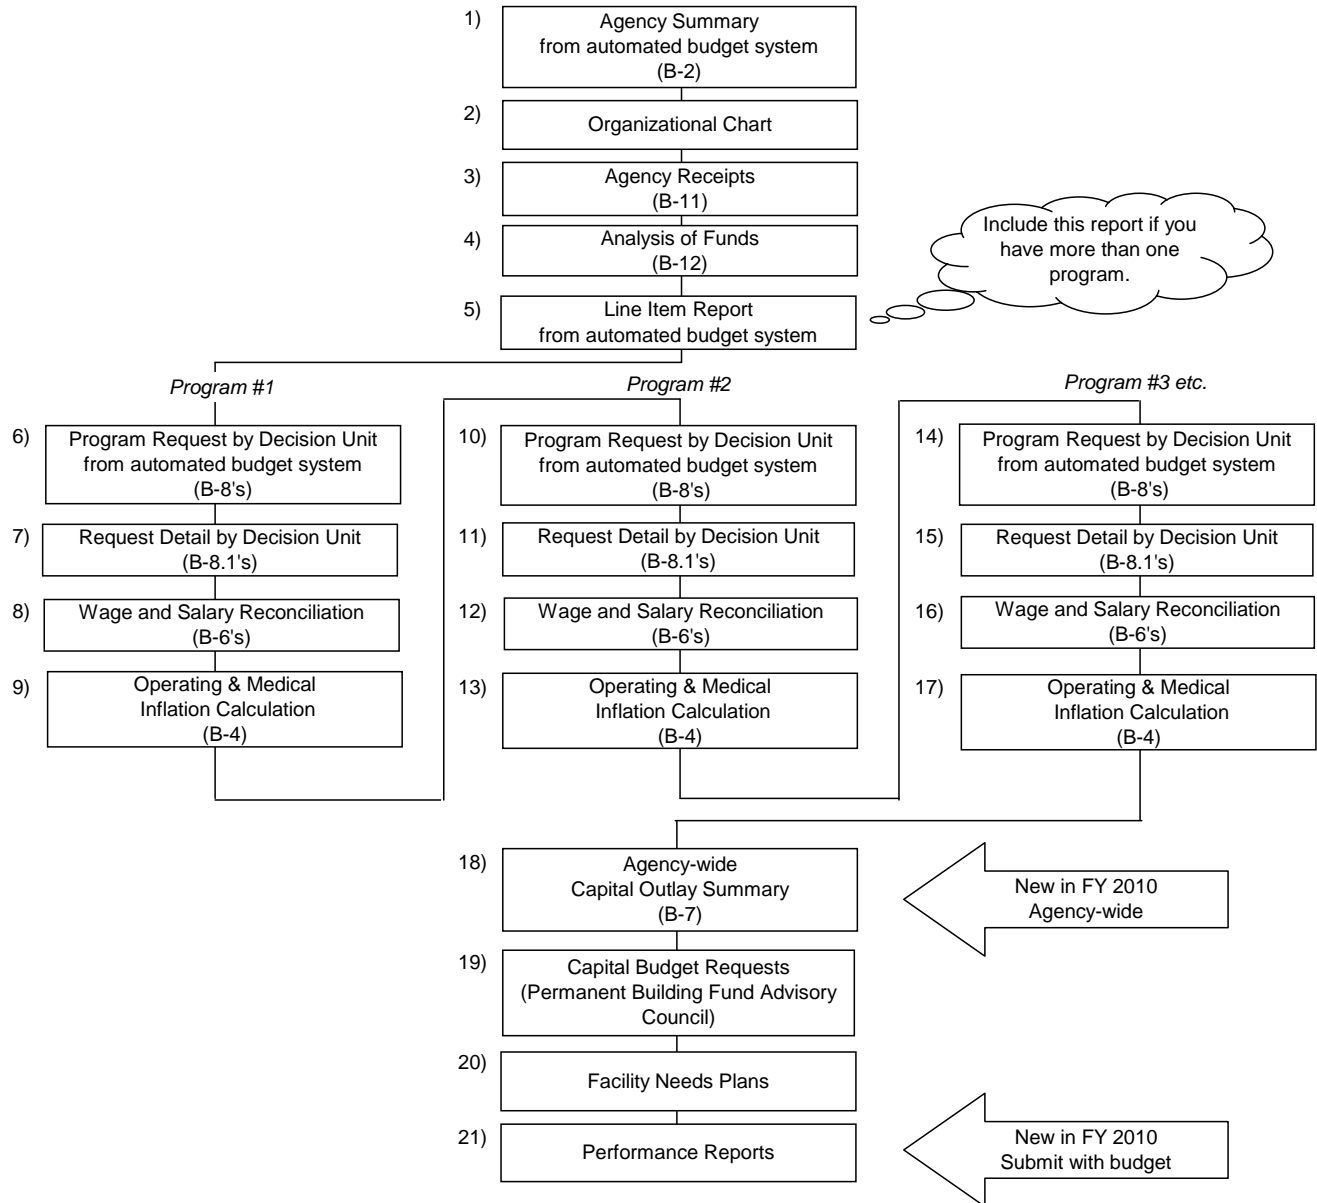 1)
Agency Summary
from automated budget system
(B-2)
2)
Organizational Chart
3)
Agency Receipts
(B-11)
4)
Analysis of Funds
(B-12)
5)
Line Item Report
from automated budget system
Include this report if you
have more than one
program.
Program #1
6)
Program Request by Decision Unit
from automated budget system
(B-8's)
7)
Request Detail by Decision Unit
(B-8.1's)
8)
Wage and Salary Reconciliation
(B-6's)
9)
Operating & Medical
Inflation Calculation
(B-4)
Program #2
10)
Program Request by Decision Unit
from automated budget system
(B-8's)
11)
Request Detail by Decision Unit
(B-8.1's)
12)
Wage and Salary Reconciliation
(B-6's)
13)
Operating & Medical
Inflation Calculation
(B-4)
Program #3 etc.
14)
Program Request by Decision Unit
from automated budget system
(B-8's)
15)
Request Detail by Decision Unit
(B-8.1's)
16)
Wage and Salary Reconciliation
(B-6's)
17)
Operating & Medical
Inflation Calculation
(B-4)
18)
Agency-wide
Capital Outlay Summary
(B-7)
New in FY 2010
Agency-wide
19)
Capital Budget Requests
(Permanent Building Fund Advisory
Council)
20)
Facility Needs Plans
21)
Performance Reports
New in FY 2010
Submit with budget